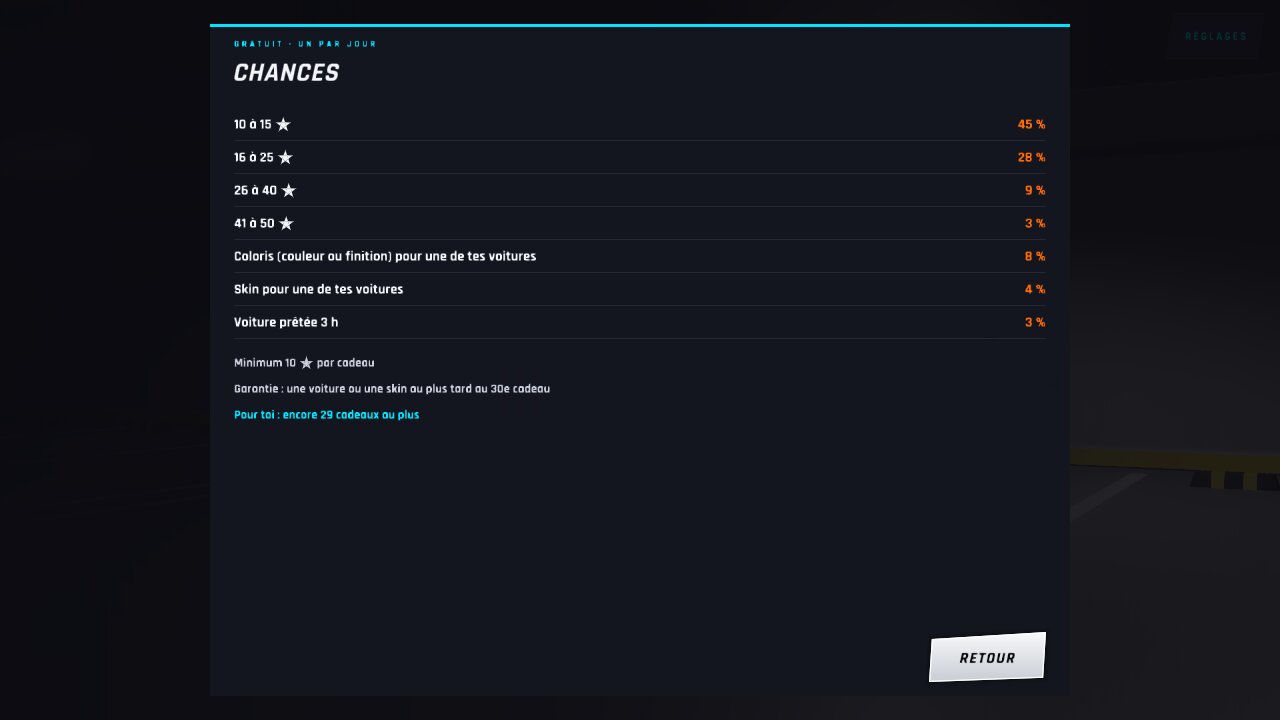 GRATUIT · UN PAR JOUR
RÉGLAGES
CHANCES
10 à 15 ★ 45 %
16 à 25 ★ 28 %
26 à 40 ★ 9 %
41 à 50 ★ 3 %
Coloris (couleur ou finition) pour une de tes voitures 8 %
Skin pour une de tes voitures 4 %
Voiture prêtée 3 h 3 %
Minimum 10 ★ par cadeau
Garantie : une voiture ou une skin au plus tard au 30e cadeau
Pour toi : encore 29 cadeaux au plus
RETOUR